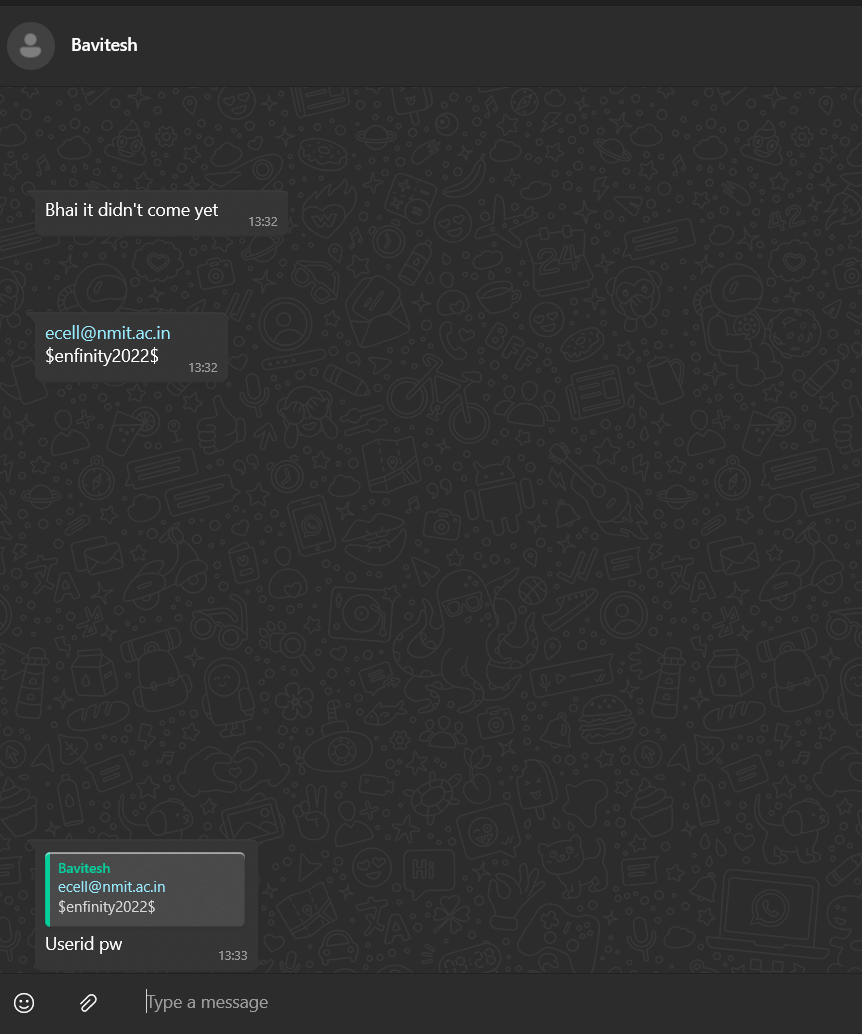 Bavitesh
Bhai it didn't come yet
13:32
ecell@nmit.ac.in
$enfinity2022$
13:32
Bavitesh
ecell@nmit.ac.in
$enfinity2022$
Userid pw
13:33
Type a message